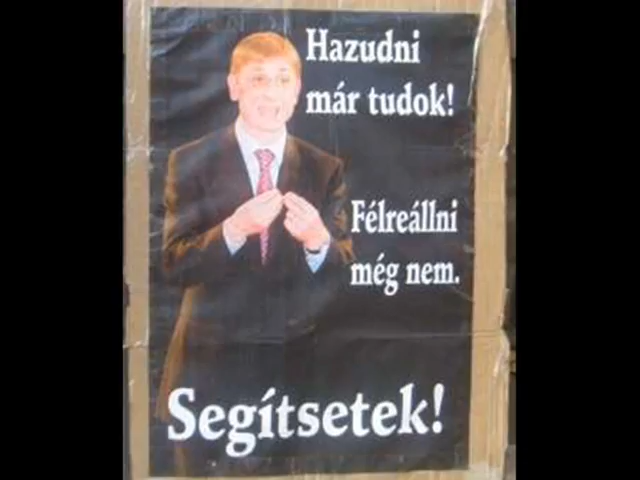 Hazudni
már tudok!
Félreállni
még nem.
Segítsetek!